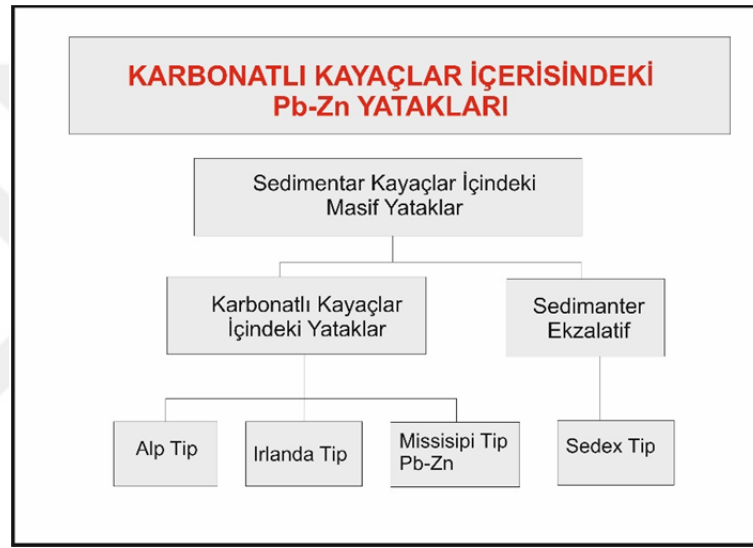 KARBONATLI KAYAÇLAR İÇERİSİNDEKİ
Pb-Zn YATAKLARI
Sedimentar Kayaçlar İçindeki
Masif Yataklar
Karbonatlı Kayaçlar
İçindeki Yataklar
Sedimanter
Ekzalatif
Alp Tip
Irlanda Tip
Missisipi Tip
Pb-Zn
Sedex Tip